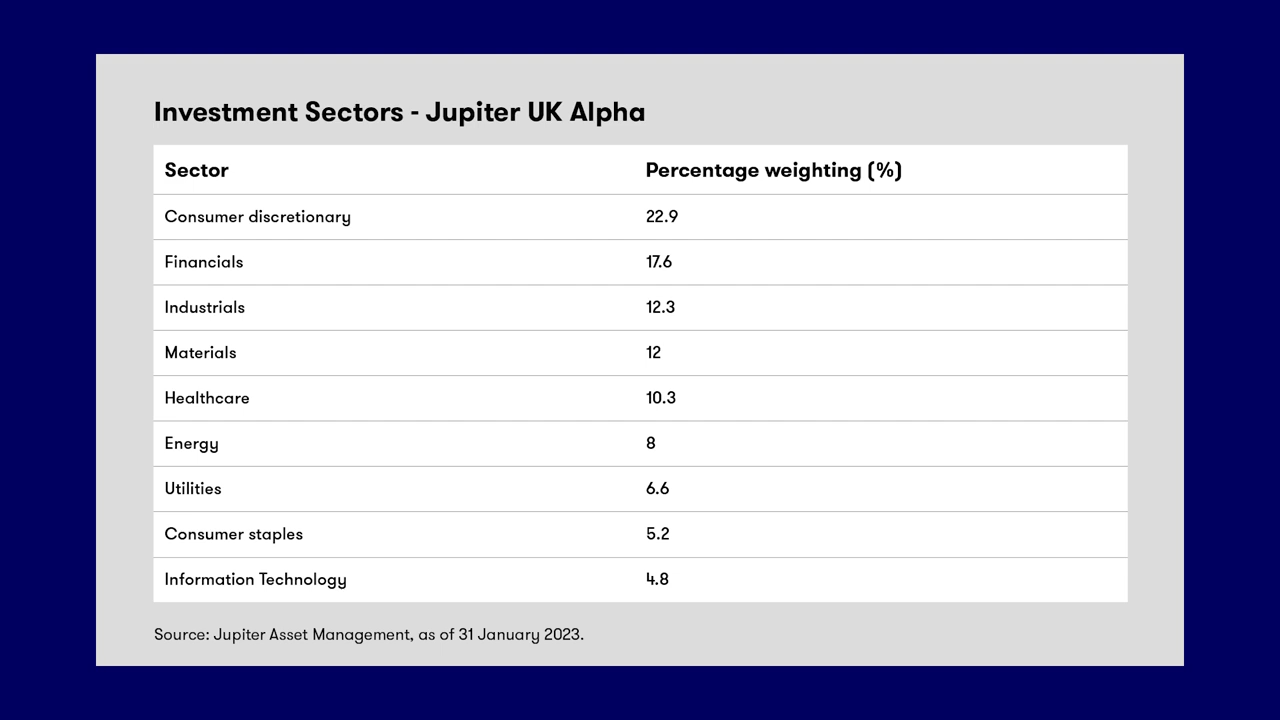 Investment Sectors - Jupiter UK Alpha
Sector Percentage weighting (%)
Consumer discretionary 22.9
Financials 17.6
Industrials 12.3
Materials 12
Healthcare 10.3
Energy 8
Utilities 6.6
Consumer staples 5.2
Information Technology 4.8
Source: Jupiter Asset Management, as of 31 January 2023.